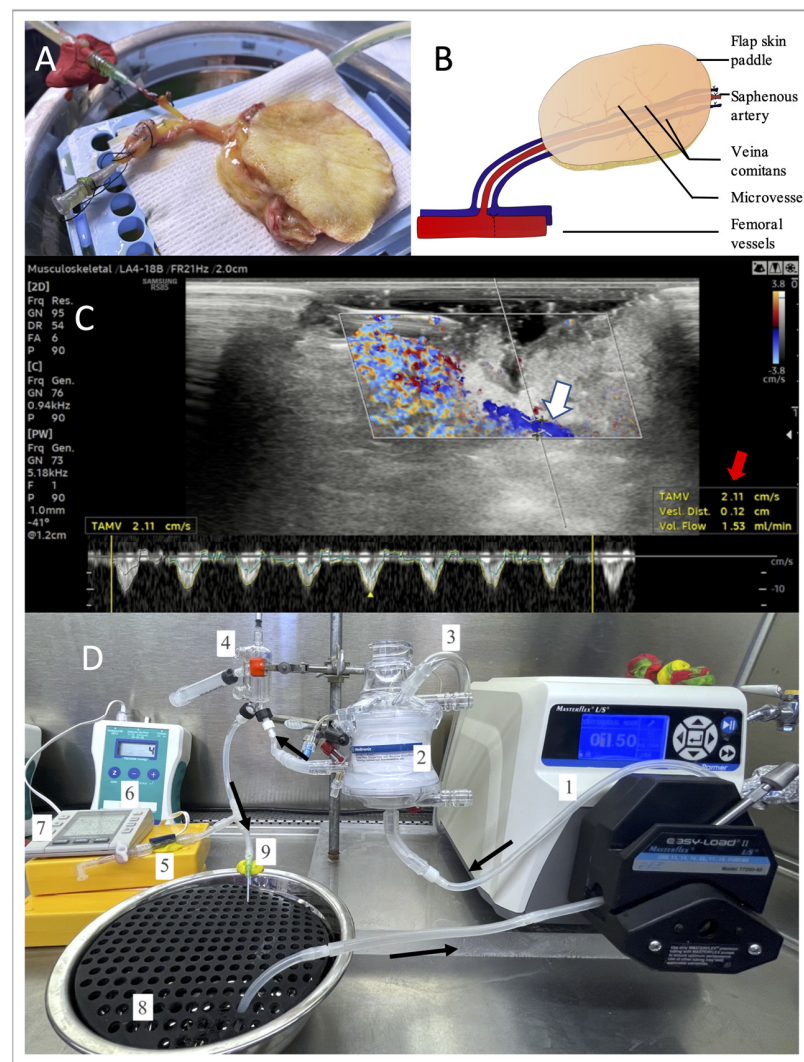 A
B
Flap skin
paddle
Saphenous
artery
Veina
comitans
Microvesse
Femoral
vessels
Musculoskeletal /LA4-18B/FR21Hz/2.0cm
SAMSUNG
RS85
C
[2D]
Frq Res.
GN 95
DR 54
FA 6
P 90
[C]
Frq Gen.
GN 76
0.94kHz
P 90
[PW]
Frq Gen.
GN 73
5.18kHz
F 1
P 90
1.0mm
-41°
@1.2cm
3.8
-3.8
cm/s
0
1
TAMV 2.11 cm/s
Vesl. Dist. 0.12 cm
Vol. Flow 1.53 ml/min
TAMV 2.11 cm/s
cm/s
-10
D
4
3
2
1
6
7
5
9
8
4
Medtronic
MASTERFLEX® L/S®
EASY-LOAD® II
MASTERFLEX® L/S®